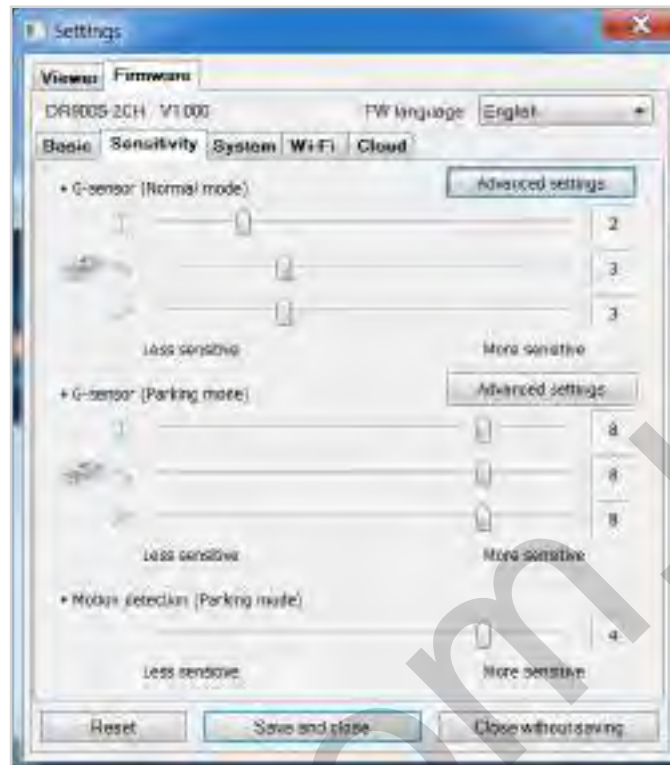 Settings
Viewer Firmware
DR900S-2CH V1.000 FW language English
Basic Sensitivity System Wi-Fi Cloud
• G-sensor (Normal mode) Advanced settings
2
3
3
Less sensitive More sensitive
• G-sensor (Parking mode) Advanced settings
8
8
8
Less sensitive More sensitive
• Motion detection (Parking mode)
4
Less sensitive More sensitive
Reset Save and close Close without saving